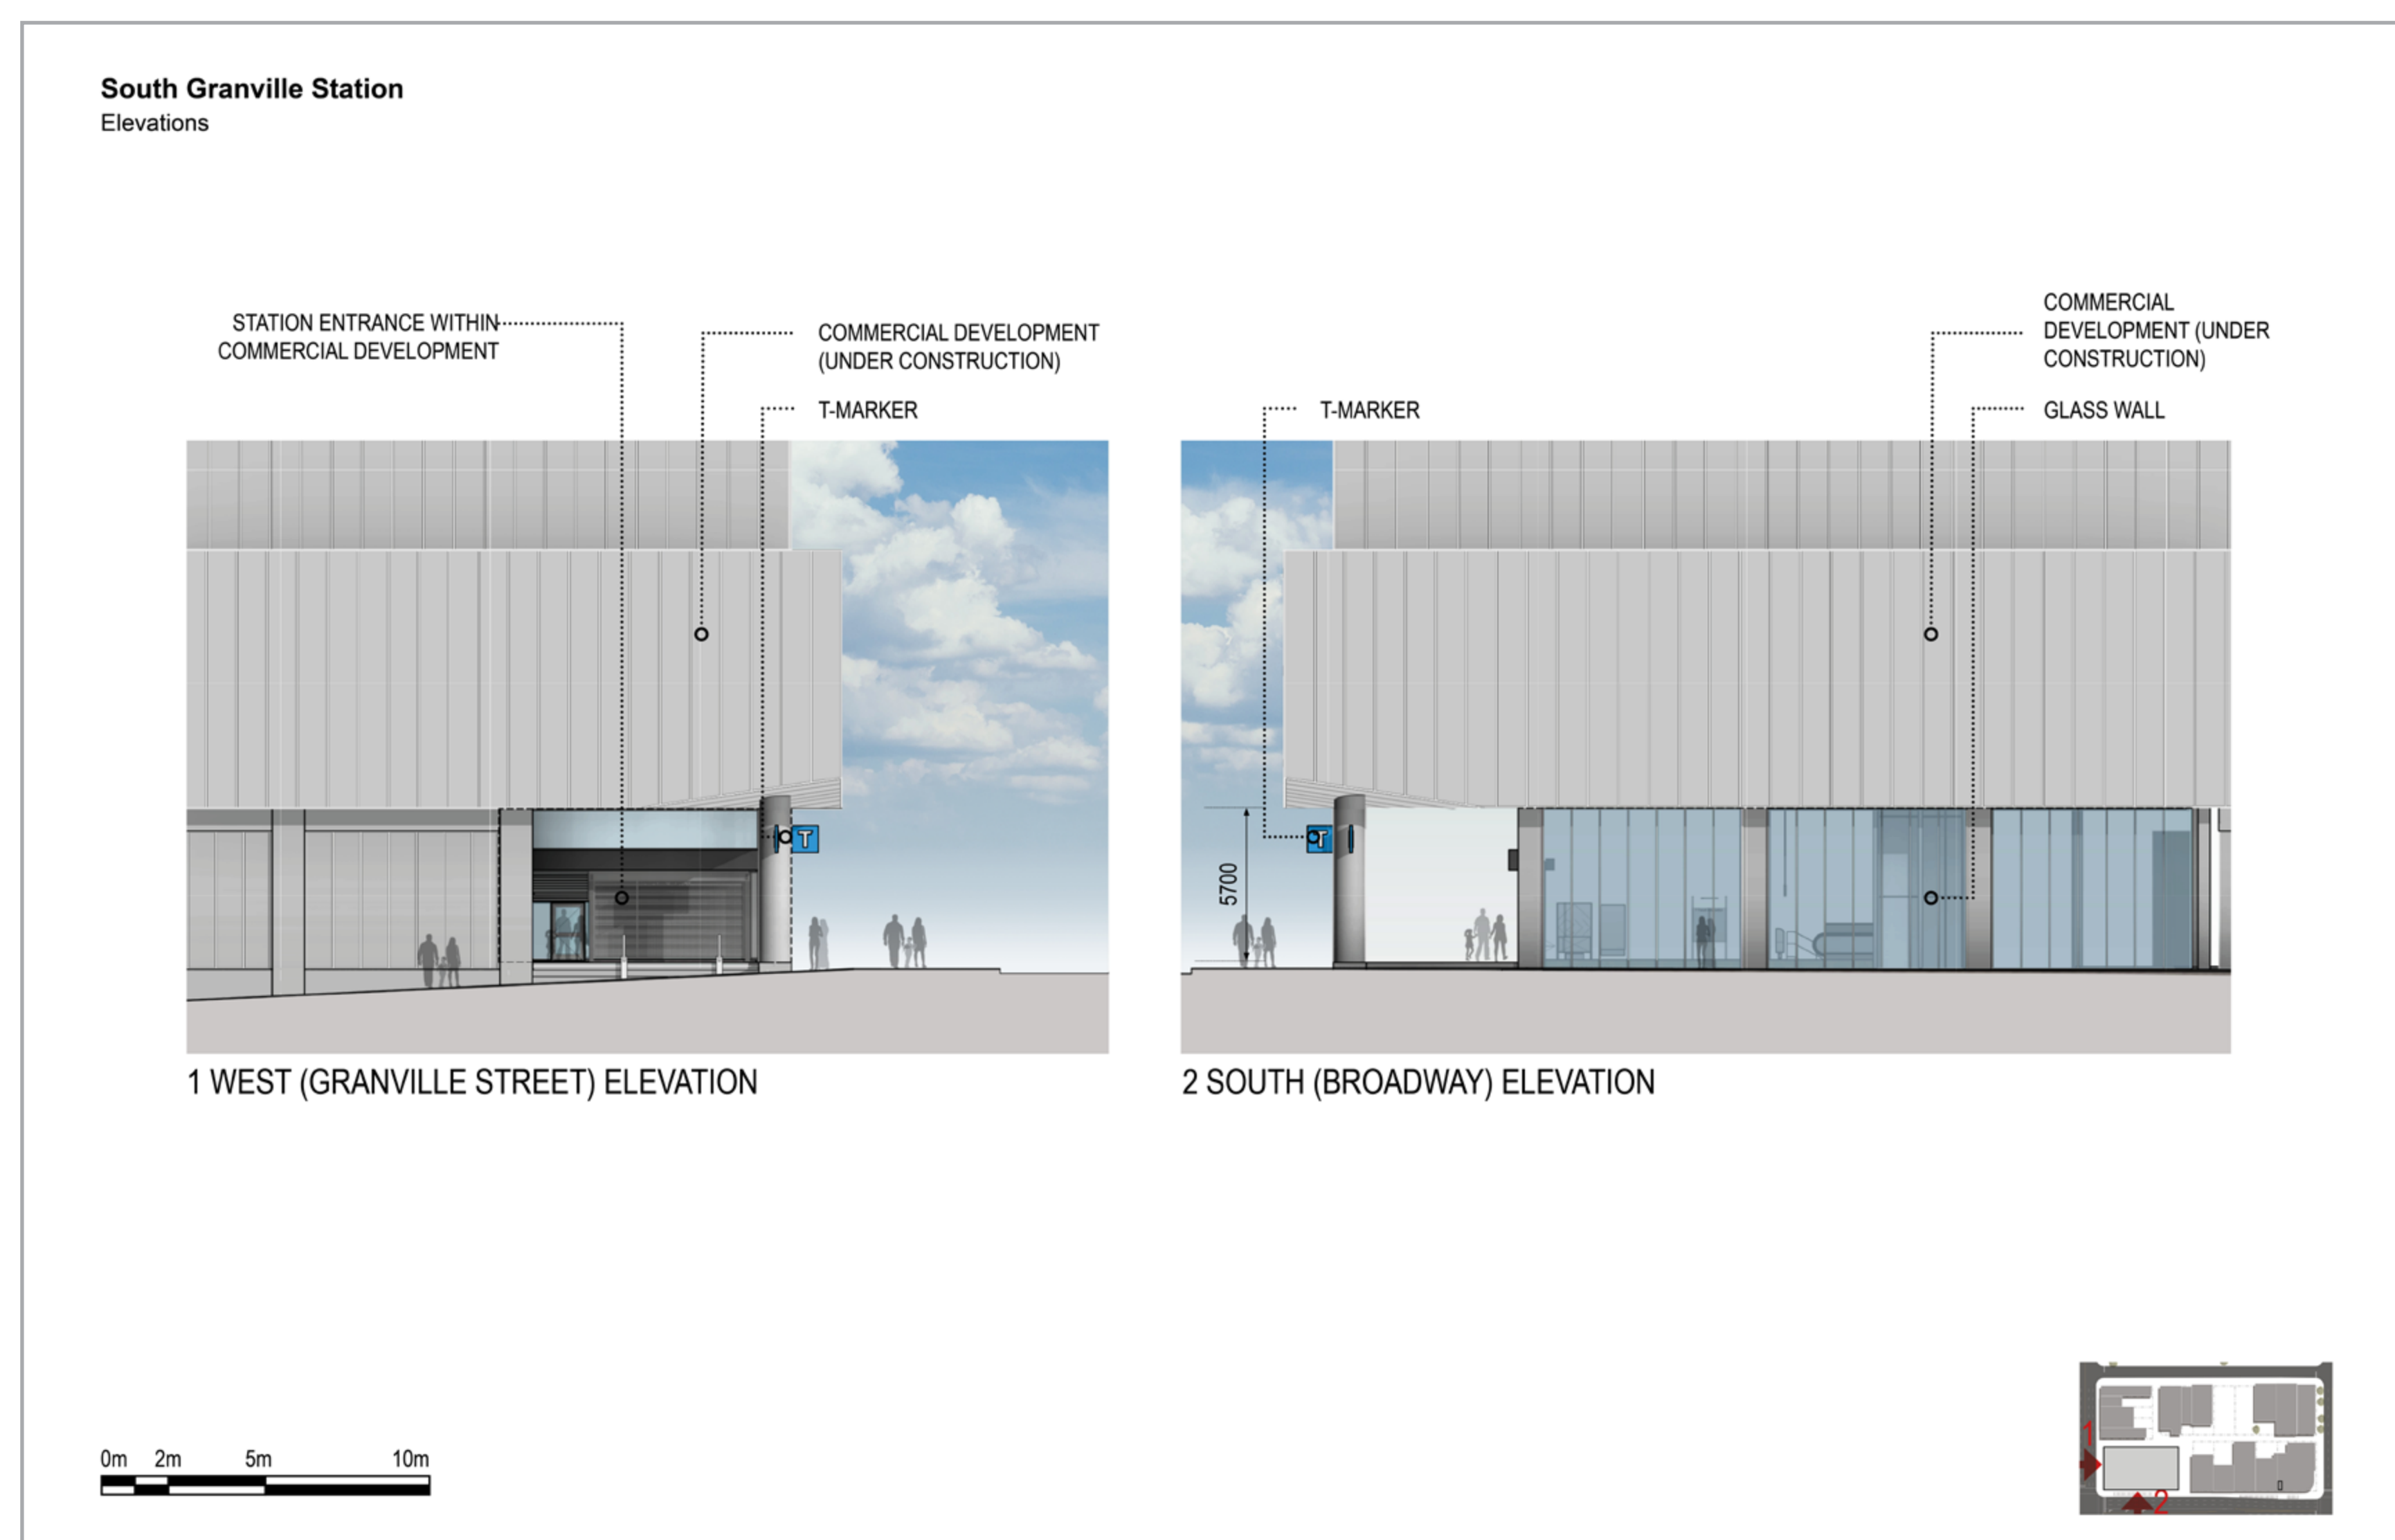 South Granville Station
Elevations
STATION ENTRANCE WITHIN
COMMERCIAL DEVELOPMENT
COMMERCIAL DEVELOPMENT
(UNDER CONSTRUCTION)
T-MARKER
T
1 WEST (GRANVILLE STREET) ELEVATION
T-MARKER
COMMERCIAL
DEVELOPMENT (UNDER
CONSTRUCTION)
GLASS WALL
T
5700
2 SOUTH (BROADWAY) ELEVATION
0m 2m 5m 10m
1
2